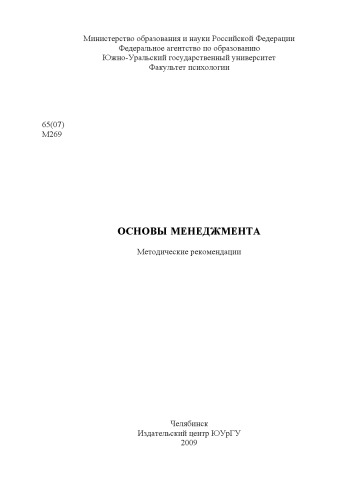 Министерство образования и науки Российской Федерации
Федеральное агентство по образованию
Южно-Уральский государственный университет
Факультет психологии
65(07)
М269
ОСНОВЫ МЕНЕДЖМЕНТА
Методические рекомендации
Челябинск
Издательский центр ЮУрГУ
2009